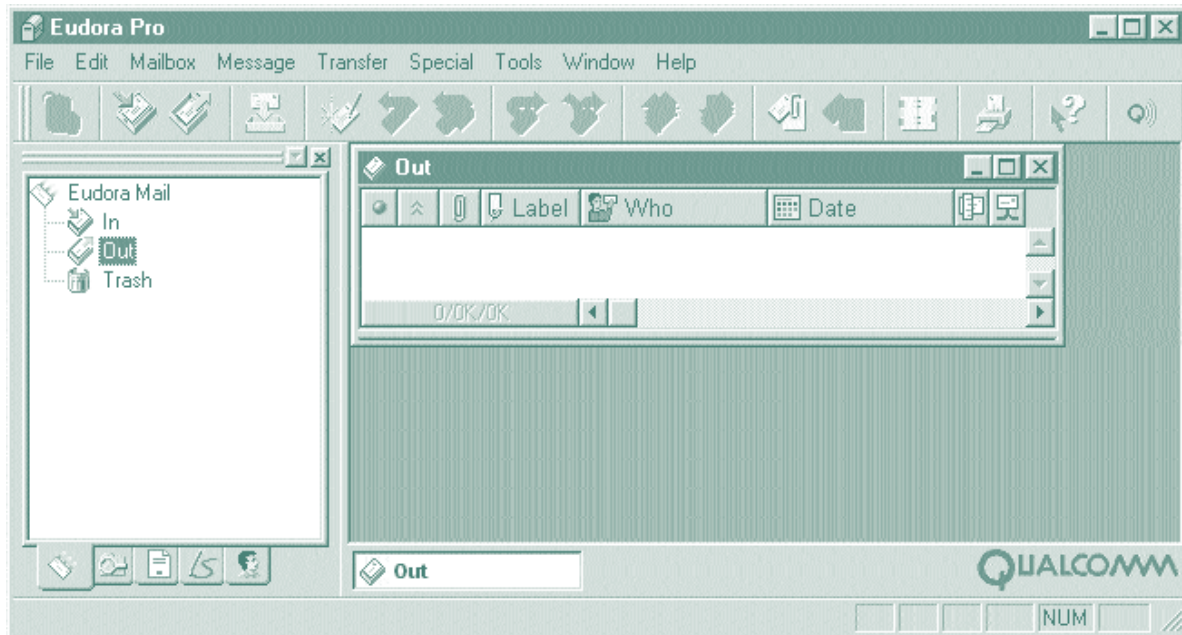 Eudora Pro
File Edit Mailbox Message Transfer Special Tools Window Help
Eudora Mail
In
Out
Trash
Out
Label Who Date
0/0K/0K
Out
QUALCOMM
NUM